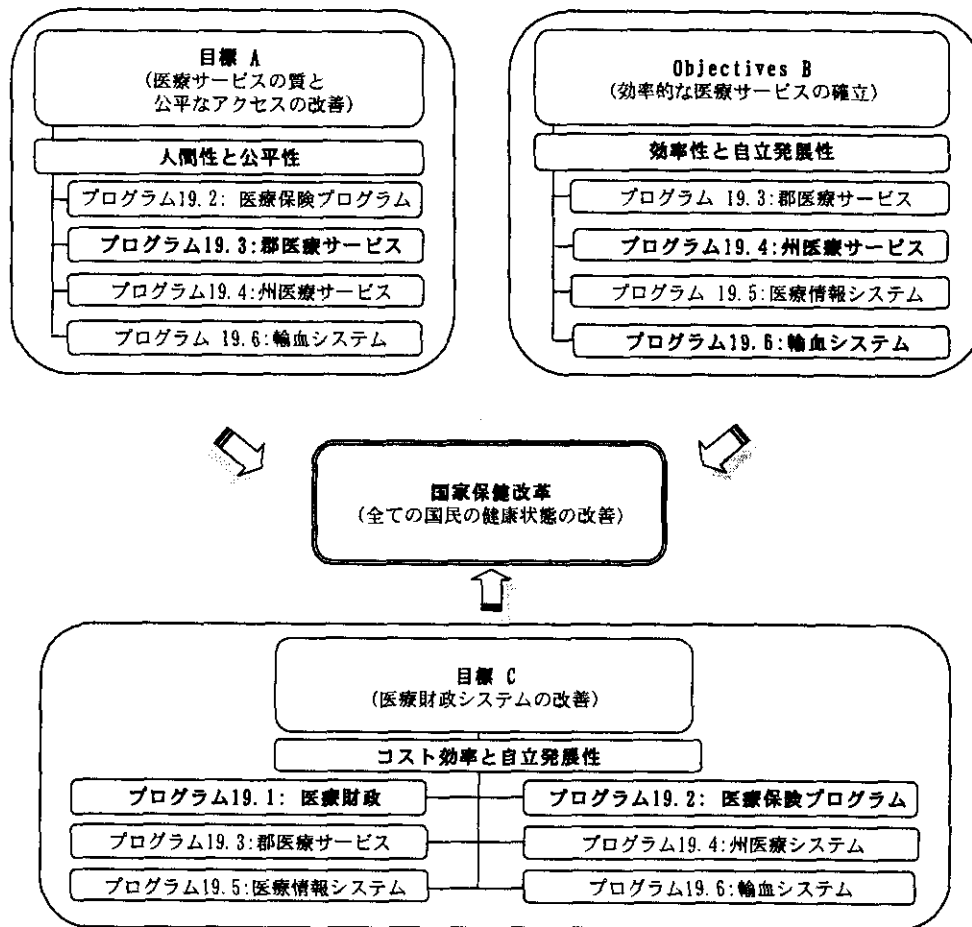 目標 A
(医療サービスの質と
公平なアクセスの改善)
人間性と公平性
プログラム19.2: 医療保険プログラム
プログラム19.3:郡医療サービス
プログラム19.4:州医療サービス
プログラム 19.6:輸血システム
Objectives B
(効率的な医療サービスの確立)
効率性と自立発展性
プログラム 19.3:郡医療サービス
プログラム19.4:州医療サービス
プログラム 19.5:医療情報システム
プログラム19.6:輸血システム
国家保健改革
(全ての国民の健康状態の改善)
目標 C
(医療財政システムの改善)
コスト効率と自立発展性
プログラム19.1: 医療財政
プログラム19.2: 医療保険プログラム
プログラム19.3:郡医療サービス
プログラム19.4:州医療システム
プログラム19.5:医療情報システム
プログラム19.6:輸血システム